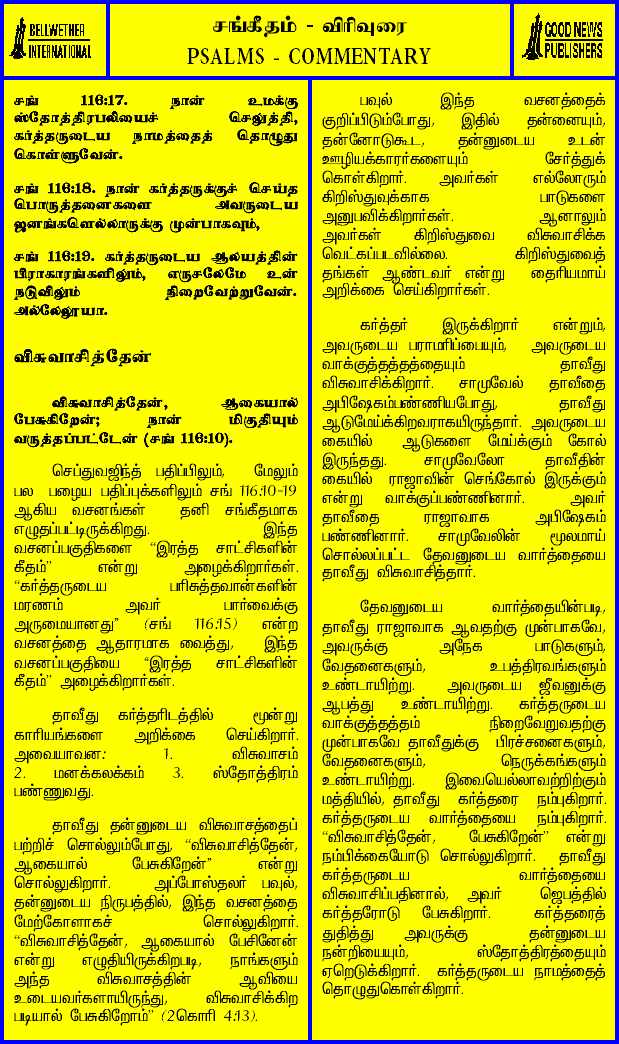 BELLWETHER
INTERNATIONAL
சங்கீதம் - விரிவுரை
PSALMS - COMMENTARY
GOOD NEWS
PUBLISHERS
சங் 116:17. நான் உமக்கு
ஸ்தோத்திரபலியைச் செலுத்தி,
கர்த்தருடைய நாமத்தைத் தொழுது
கொள்ளுவேன்.
சங் 116:18. நான் கர்த்தருக்குச் செய்த
பொருத்தனைகளை அவருடைய
ஜனங்களெல்லாருக்கு முன்பாகவும்,
சங் 116:19. கர்த்தருடைய ஆலயத்தின்
பிராகாரங்களிலும், எருசலேமே உன்
நடுவிலும் நிறைவேற்றுவேன்.
அல்லேலூயா.
விசுவாசித்தேன்
விசுவாசித்தேன், ஆகையால்
பேசுகிறேன்; நான் மிகுதியும்
வருத்தப்பட்டேன் (சங் 116:10).
செப்துவஜிந்த் பதிப்பிலும், மேலும்
பல பழைய பதிப்புக்களிலும் சங் 116:10-19
ஆகிய வசனங்கள் தனி சங்கீதமாக
எழுதப்பட்டிருக்கிறது. இந்த
வசனப்பகுதிகளை "இரத்த சாட்சிகளின்
கீதம்" என்று அழைக்கிறார்கள்.
"கர்த்தருடைய பரிசுத்தவான்களின்
மரணம் அவர் பார்வைக்கு
அருமையானது" (சங் 116:15) என்ற
வசனத்தை ஆதாரமாக வைத்து, இந்த
வசனப்பகுதியை "இரத்த சாட்சிகளின்
கீதம்" அழைக்கிறார்கள்.
தாவீது கர்த்தரிடத்தில் மூன்று
காரியங்களை அறிக்கை செய்கிறார்.
அவையாவன: 1. விசுவாசம்
2. மனக்கலக்கம் 3. ஸ்தோத்திரம்
பண்ணுவது.
தாவீது தன்னுடைய விசுவாசத்தைப்
பற்றிச் சொல்லும்போது, "விசுவாசித்தேன்,
ஆகையால் பேசுகிறேன்" என்று
சொல்லுகிறார். அப்போஸ்தலர் பவுல்,
தன்னுடைய நிருபத்தில், இந்த வசனத்தை
மேற்கோளாகச் சொல்லுகிறார்.
"விசுவாசித்தேன், ஆகையால் பேசினேன்
என்று எழுதியிருக்கிறபடி, நாங்களும்
அந்த விசுவாசத்தின் ஆவியை
உடையவர்களாயிருந்து, விசுவாசிக்கிற
படியால் பேசுகிறோம்" (2கொரி 4:13).
பவுல் இந்த வசனத்தைக்
குறிப்பிடும்போது, இதில் தன்னையும்,
தன்னோடுகூட, தன்னுடைய உடன்
ஊழியக்காரர்களையும் சேர்த்துக்
கொள்கிறார். அவர்கள் எல்லோரும்
கிறிஸ்துவுக்காக பாடுகளை
அனுபவிக்கிறார்கள். ஆனாலும்
அவர்கள் கிறிஸ்துவை விசுவாசிக்க
வெட்கப்படவில்லை. கிறிஸ்துவைத்
தங்கள் ஆண்டவர் என்று தைரியமாய்
அறிக்கை செய்கிறார்கள்.
கர்த்தர் இருக்கிறார் என்றும்,
அவருடைய பராமரிப்பையும், அவருடைய
வாக்குத்தத்தத்தையும் தாவீது
விசுவாசிக்கிறார். சாமுவேல் தாவீதை
அபிஷேகம்பண்ணியபோது, தாவீது
ஆடுமேய்க்கிறவராகயிருந்தார். அவருடைய
கையில் ஆடுகளை மேய்க்கும் கோல்
இருந்தது. சாமுவேலோ தாவீதின்
கையில் ராஜாவின் செங்கோல் இருக்கும்
என்று வாக்குப்பண்ணினார். அவர்
தாவீதை ராஜாவாக அபிஷேகம்
பண்ணினார். சாமுவேலின் மூலமாய்
சொல்லப்பட்ட தேவனுடைய வார்த்தையை
தாவீது விசுவாசித்தார்.
தேவனுடைய வார்த்தையின்படி,
தாவீது ராஜாவாக ஆவதற்கு முன்பாகவே,
அவருக்கு அநேக பாடுகளும்,
வேதனைகளும், உபத்திரவங்களும்
உண்டாயிற்று. அவருடைய ஜீவனுக்கு
ஆபத்து உண்டாயிற்று. கர்த்தருடைய
வாக்குத்தத்தம் நிறைவேறுவதற்கு
முன்பாகவே தாவீதுக்கு பிரச்சனைகளும்,
வேதனைகளும், நெருக்கங்களும்
உண்டாயிற்று. இவையெல்லாவற்றிற்கும்
மத்தியில், தாவீது கர்த்தரை நம்புகிறார்.
கர்த்தருடைய வார்த்தையை நம்புகிறார்.
"விசுவாசித்தேன், பேசுகிறேன்" என்று
நம்பிக்கையோடு சொல்லுகிறார். தாவீது
கர்த்தருடைய வார்த்தையை
விசுவாசிப்பதினால், அவர் ஜெபத்தில்
கர்த்தரோடு பேசுகிறார். கர்த்தரைத்
துதித்து அவருக்கு தன்னுடைய
நன்றியையும், ஸ்தோத்திரத்தையும்
ஏறெடுக்கிறார். கர்த்தருடைய நாமத்தைத்
தொழுதுகொள்கிறார்.